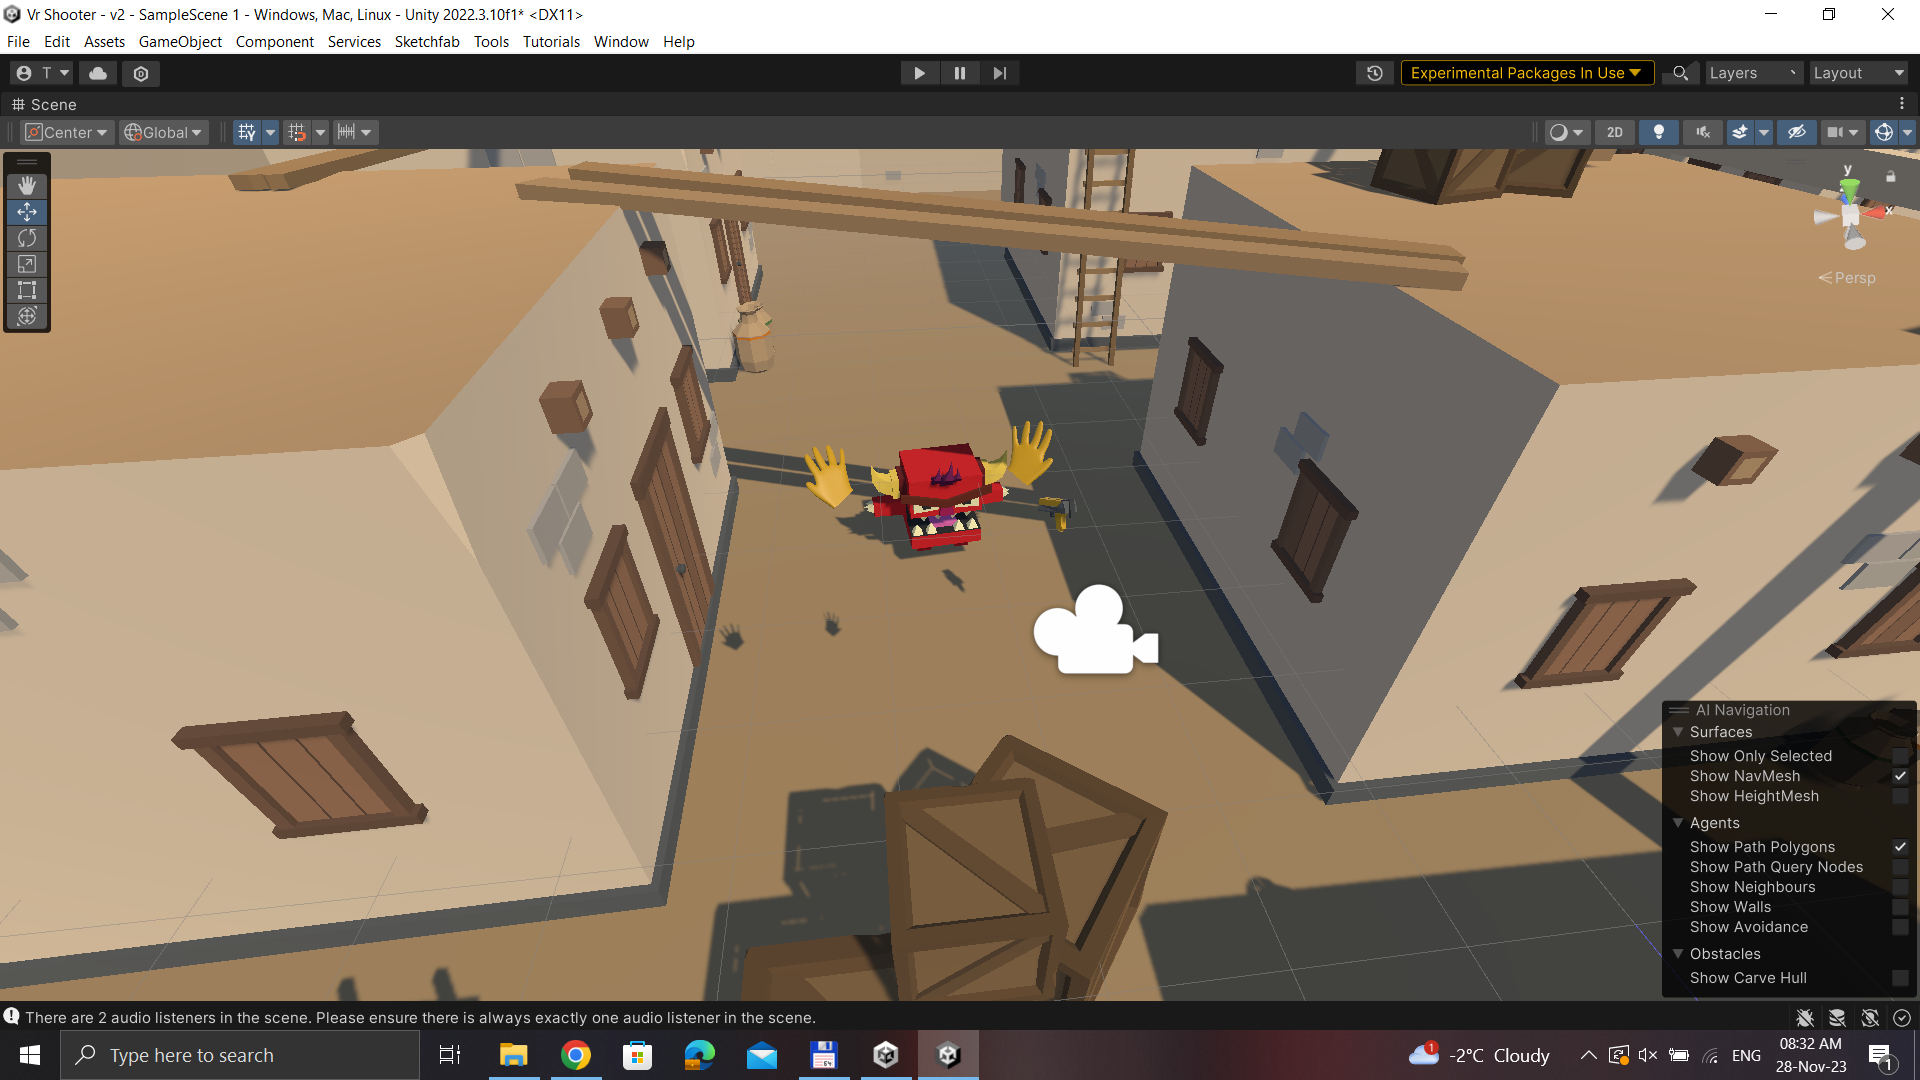 Vr Shooter - v2 - SampleScene 1 - Windows, Mac, Linux - Unity 2022.3.10f1* <DX11>
File Edit Assets GameObject Component Services Sketchfab Tools Tutorials Window Help
T Experimental Packages In Use Layers Layout
Scene
Center Global 2D
y
x
Persp
AI Navigation
Surfaces
Show Only Selected
Show NavMesh
Show HeightMesh
Agents
Show Path Polygons
Show Path Query Nodes
Show Neighbours
Show Walls
Show Avoidance
Obstacles
Show Carve Hull
There are 2 audio listeners in the scene. Please ensure there is always exactly one audio listener in the scene.
Type here to search
64
1
-2°C Cloudy
ENG
08:32 AM
28-Nov-23
1